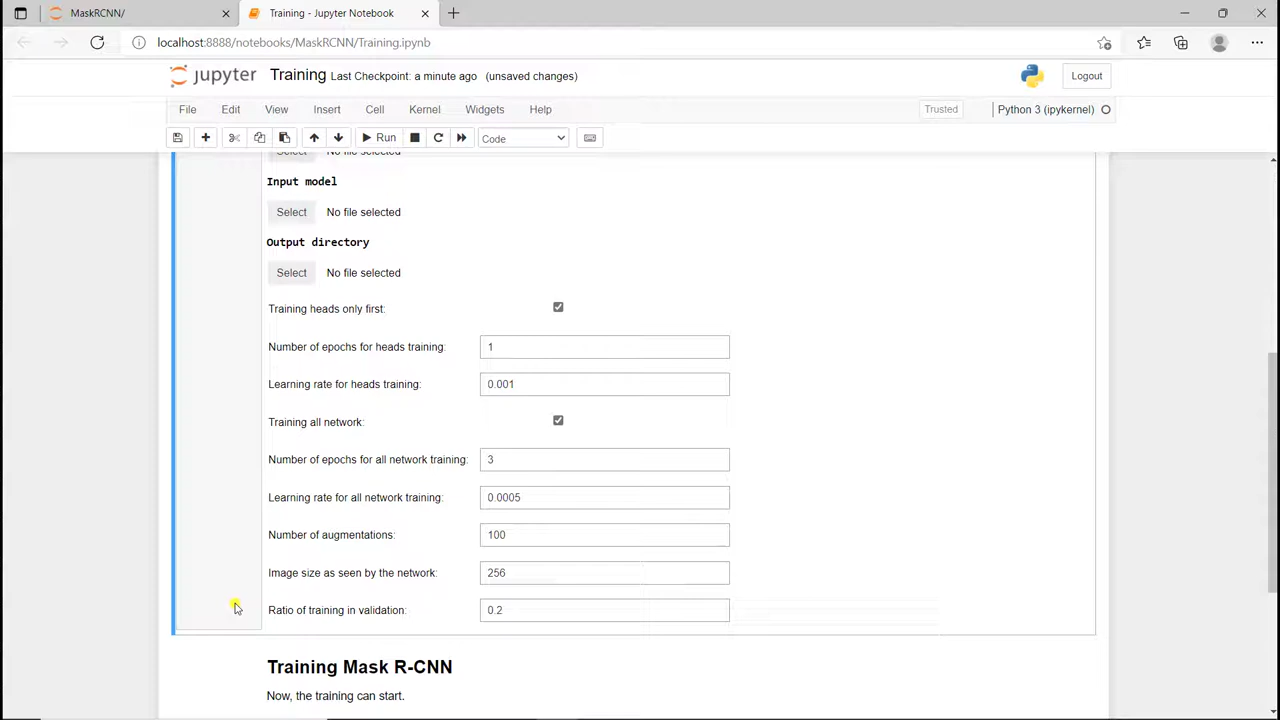 MaskRCNN/
Training - Jupyter Notebook
localhost:8888/notebooks/MaskRCNN/Training.ipynb
jupyter Training Last Checkpoint: a minute ago (unsaved changes)
Logout
File Edit View Insert Cell Kernel Widgets Help
Trusted
Python 3 (ipykernel)
Run
Code
Select No file selected
Input model
Select No file selected
Output directory
Select No file selected
Training heads only first:
Number of epochs for heads training: 1
Learning rate for heads training: 0.001
Training all network:
Number of epochs for all network training: 3
Learning rate for all network training: 0.0005
Number of augmentations: 100
Image size as seen by the network: 256
Ratio of training in validation: 0.2
Training Mask R-CNN
Now, the training can start.